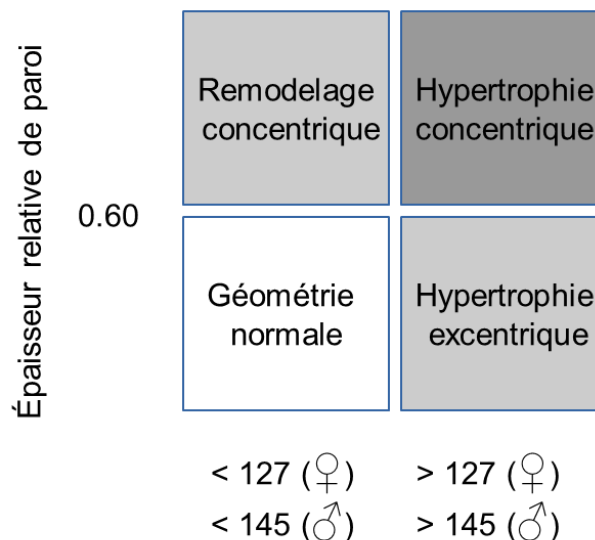 Remodelage
concentrique
Hypertrophie
concentrique
Épaisseur relative de paroi
0.60
Géométrie
normale
Hypertrophie
excentrique
< 127 (♀)
> 127 (♀)
< 145 (♂)
> 145 (♂)